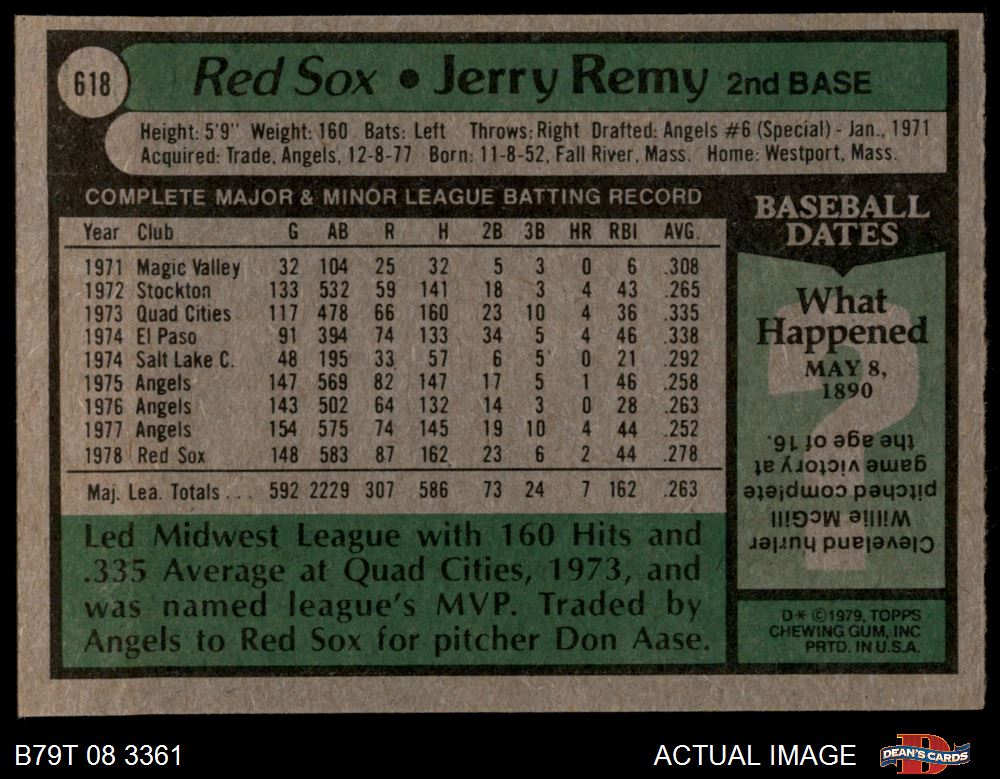 618
Red Sox • Jerry Remy 2nd BASE
Height: 5'9" Weight: 160 Bats: Left Throws: Right Drafted: Angels #6 (Special) - Jan., 1971
Acquired: Trade, Angels, 12-8-77 Born: 11-8-52, Fall River, Mass. Home: Westport, Mass.
COMPLETE MAJOR & MINOR LEAGUE BATTING RECORD
Year Club G AB R H 2B 3B HR RBI AVG.
1971 Magic Valley 32 104 25 32 5 3 0 6 .308
1972 Stockton 133 532 59 141 18 3 4 43 .265
1973 Quad Cities 117 478 66 160 23 10 4 36 .335
1974 El Paso 91 394 74 133 34 5 4 46 .338
1974 Salt Lake C. 48 195 33 57 6 5 0 21 .292
1975 Angels 147 569 82 147 17 5 1 46 .258
1976 Angels 143 502 64 132 14 3 0 28 .263
1977 Angels 154 575 74 145 19 10 4 44 .252
1978 Red Sox 148 583 87 162 23 6 2 44 .278
Maj. Lea. Totals . . . 592 2229 307 586 73 24 7 162 .263
Led Midwest League with 160 Hits and
.335 Average at Quad Cities, 1973, and
was named league's MVP. Traded by
Angels to Red Sox for pitcher Don Aase.
BASEBALL
DATES
What
Happened
MAY 8,
1890
Cleveland hurler
Willie McGill
pitched complete
game victory at
the age of 16.
D* ©1979, TOPPS
CHEWING GUM, INC
PRTD. IN U.S.A.
B79T 08 3361
ACTUAL IMAGE
DEAN'S CARDS